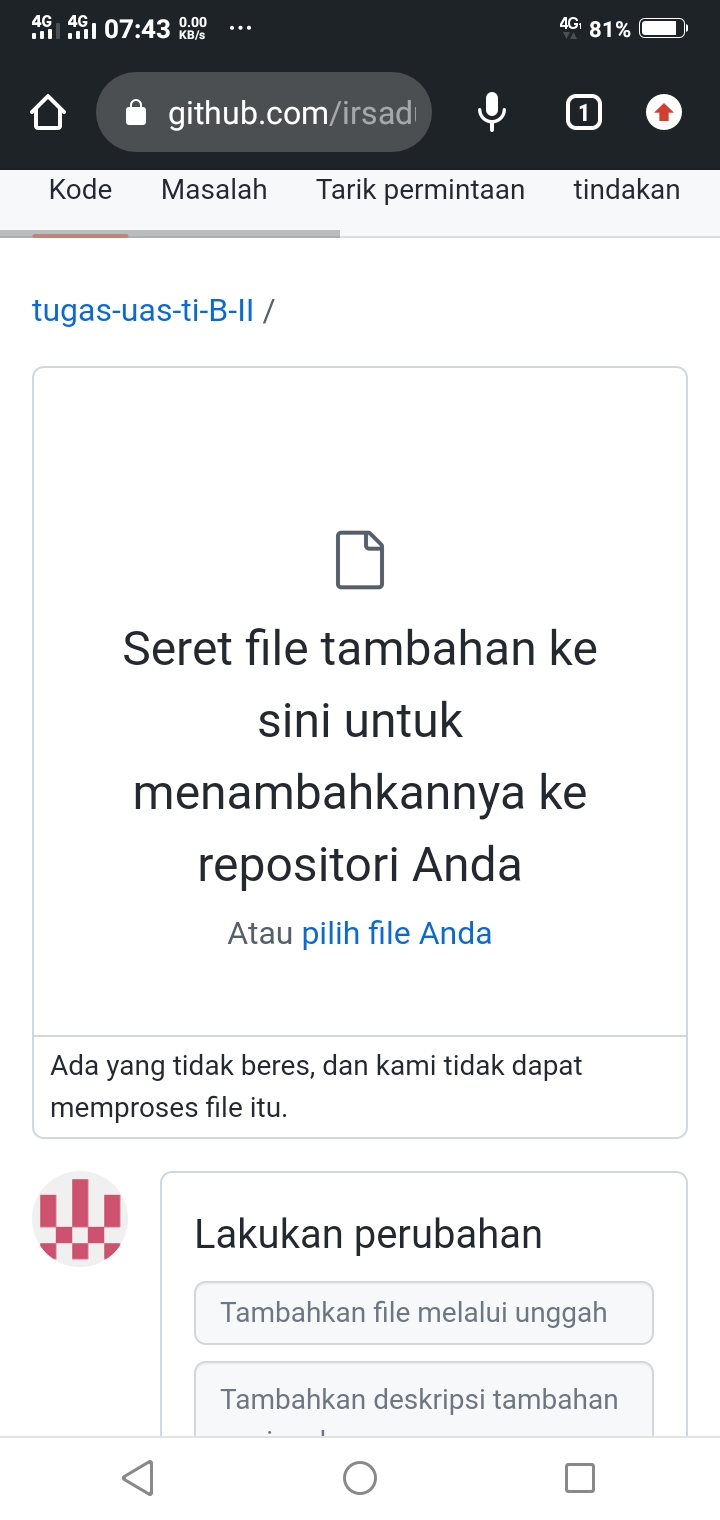 4G 4G 07:43 0.00 KB/s ... 4G 81%
github.com/irsad
1
Kode Masalah Tarik permintaan tindakan
tugas-uas-ti-B-II /
Seret file tambahan ke
sini untuk
menambahkannya ke
repositori Anda
Atau pilih file Anda
Ada yang tidak beres, dan kami tidak dapat
memproses file itu.
Lakukan perubahan
Tambahkan file melalui unggah
Tambahkan deskripsi tambahan